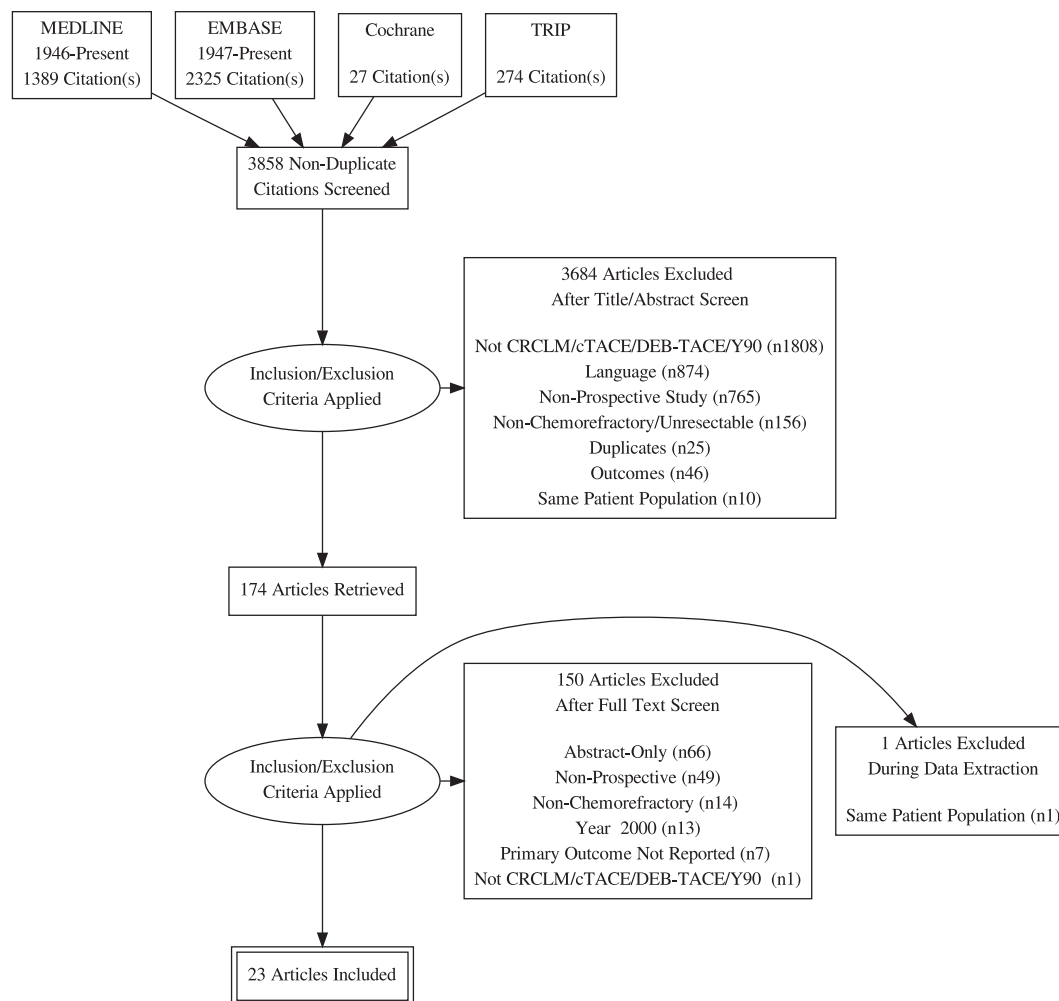 MEDLINE
1946-Present
1389 Citation(s)
EMBASE
1947-Present
2325 Citation(s)
Cochrane
27 Citation(s)
TRIP
274 Citation(s)
3858 Non-Duplicate
Citations Screened
3684 Articles Excluded
After Title/Abstract Screen
Not CRCLM/cTACE/DEB-TACE/Y90 (n1808)
Language (n874)
Non-Prospective Study (n765)
Non-Chemorefractory/Unresectable (n156)
Duplicates (n25)
Outcomes (n46)
Same Patient Population (n10)
Inclusion/Exclusion
Criteria Applied
174 Articles Retrieved
150 Articles Excluded
After Full Text Screen
Abstract-Only (n66)
Non-Prospective (n49)
Non-Chemorefractory (n14)
Year 2000 (n13)
Primary Outcome Not Reported (n7)
Not CRCLM/cTACE/DEB-TACE/Y90 (n1)
1 Articles Excluded
During Data Extraction
Same Patient Population (n1)
Inclusion/Exclusion
Criteria Applied
23 Articles Included